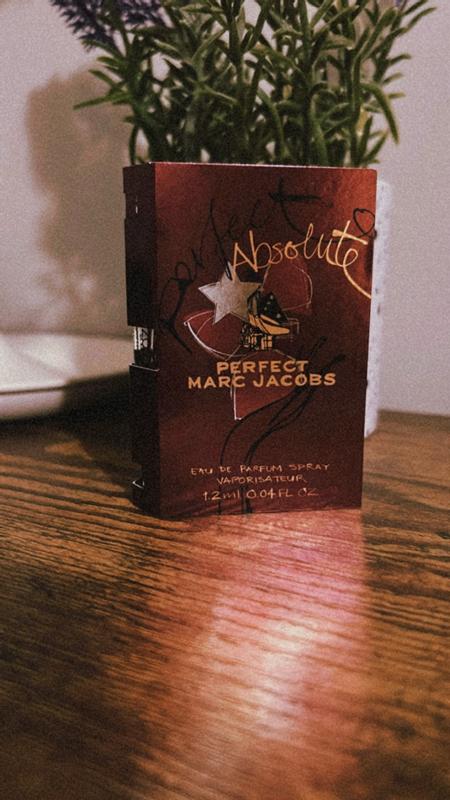 perfect
Absolute
PERFECT
MARC JACOBS
EAU DE PARFUM SPRAY
VAPORISATEUR
1.2 ml 0.04 FL OZ